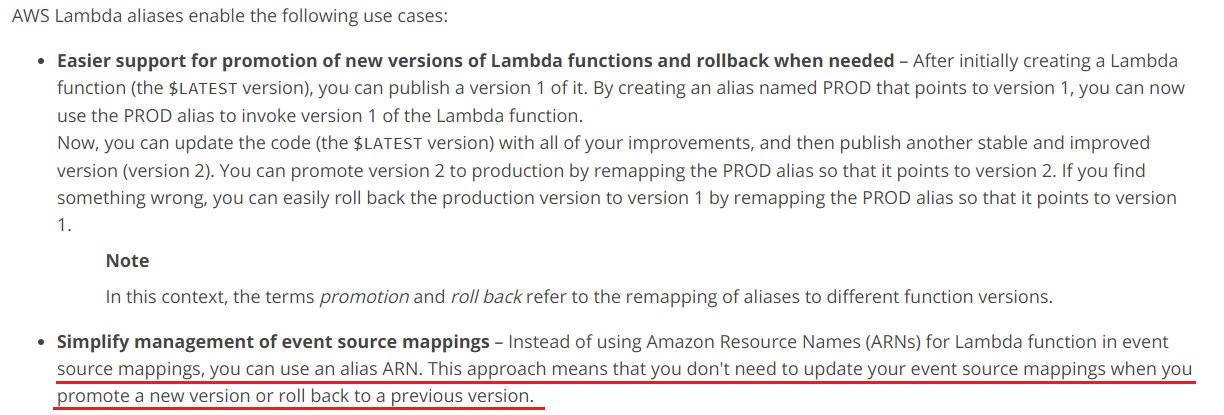 AWS Lambda aliases enable the following use cases:
• Easier support for promotion of new versions of Lambda functions and rollback when needed – After initially creating a Lambda
function (the $LATEST version), you can publish a version 1 of it. By creating an alias named PROD that points to version 1, you can now
use the PROD alias to invoke version 1 of the Lambda function.
Now, you can update the code (the $LATEST version) with all of your improvements, and then publish another stable and improved
version (version 2). You can promote version 2 to production by remapping the PROD alias so that it points to version 2. If you find
something wrong, you can easily roll back the production version to version 1 by remapping the PROD alias so that it points to version
1.
Note
In this context, the terms promotion and roll back refer to the remapping of aliases to different function versions.
• Simplify management of event source mappings – Instead of using Amazon Resource Names (ARNs) for Lambda function in event
source mappings, you can use an alias ARN. This approach means that you don't need to update your event source mappings when you
promote a new version or roll back to a previous version.